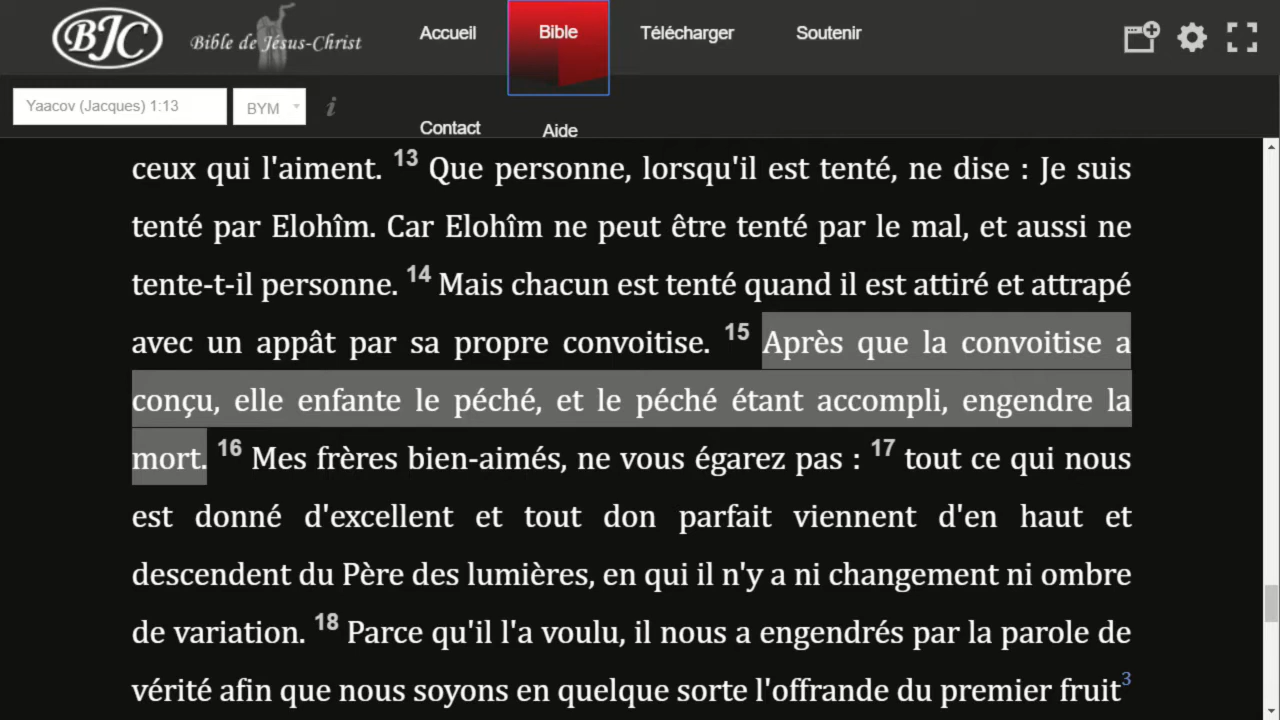 BJC
Bible de Jésus-Christ
Accueil
Bible
Télécharger
Soutenir
Yaacov (Jacques) 1:13
BYM
i
Contact
Aide
ceux qui l'aiment. 13 Que personne, lorsqu'il est tenté, ne dise : Je suis
tenté par Elohîm. Car Elohîm ne peut être tenté par le mal, et aussi ne
tente-t-il personne. 14 Mais chacun est tenté quand il est attiré et attrapé
avec un appât par sa propre convoitise. 15 Après que la convoitise a
conçu, elle enfante le péché, et le péché étant accompli, engendre la
mort. 16 Mes frères bien-aimés, ne vous égarez pas : 17 tout ce qui nous
est donné d'excellent et tout don parfait viennent d'en haut et
descendent du Père des lumières, en qui il n'y a ni changement ni ombre
de variation. 18 Parce qu'il l'a voulu, il nous a engendrés par la parole de
vérité afin que nous soyons en quelque sorte l'offrande du premier fruit3